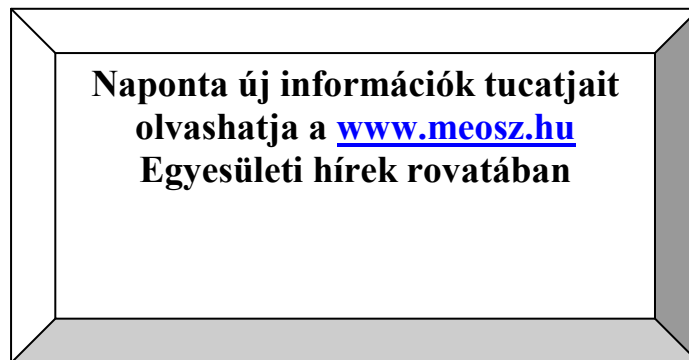 Naponta új információk tucatjait
olvashatja a www.meosz.hu
Egyesületi hírek rovatában